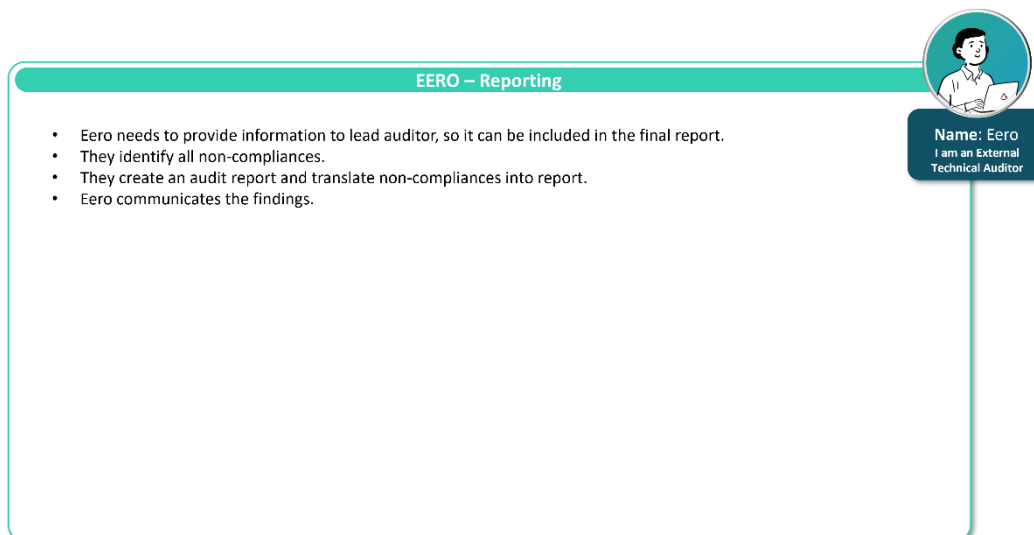 EERO – Reporting
• Eero needs to provide information to lead auditor, so it can be included in the final report.
• They identify all non-compliances.
• They create an audit report and translate non-compliances into report.
• Eero communicates the findings.
Name: Eero
I am an External
Technical Auditor